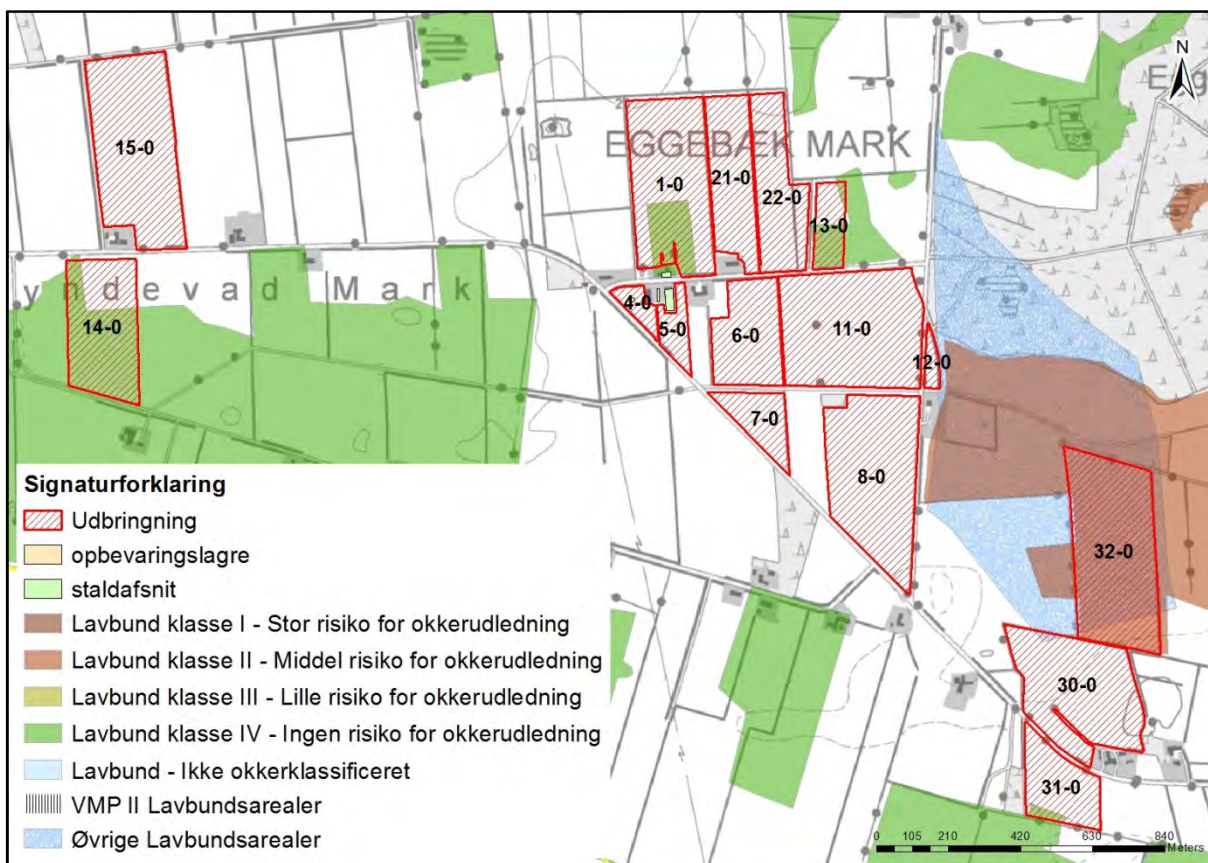 N
Egg
EGGEBÆK MARK
15-0
1-0
21-0
22-0
13-0
yndevad Mark
14-0
4-0
5-0
6-0
11-0
12-0
7-0
8-0
32-0
30-0
31-0
Signaturforklaring
Udbringning
opbevaringslagre
staldafsnit
Lavbund klasse I - Stor risiko for okkerudledning
Lavbund klasse II - Middel risiko for okkerudledning
Lavbund klasse III - Lille risiko for okkerudledning
Lavbund klasse IV - Ingen risiko for okkerudledning
Lavbund - Ikke okkerklassificeret
VMP II Lavbundsarealer
Øvrige Lavbundsarealer
0 105 210 420 630 840
Meters